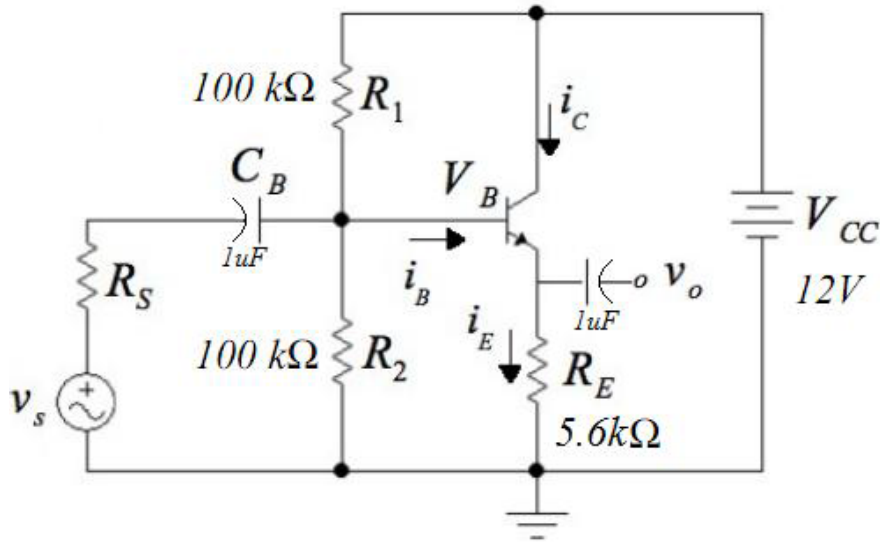 100 kΩ R₁
i_C
C_B
V_B
1uF
V_CC
12V
R_S
i_B
v_o
1uF
i_E
100 kΩ R₂
R_E
5.6kΩ
v_s
+